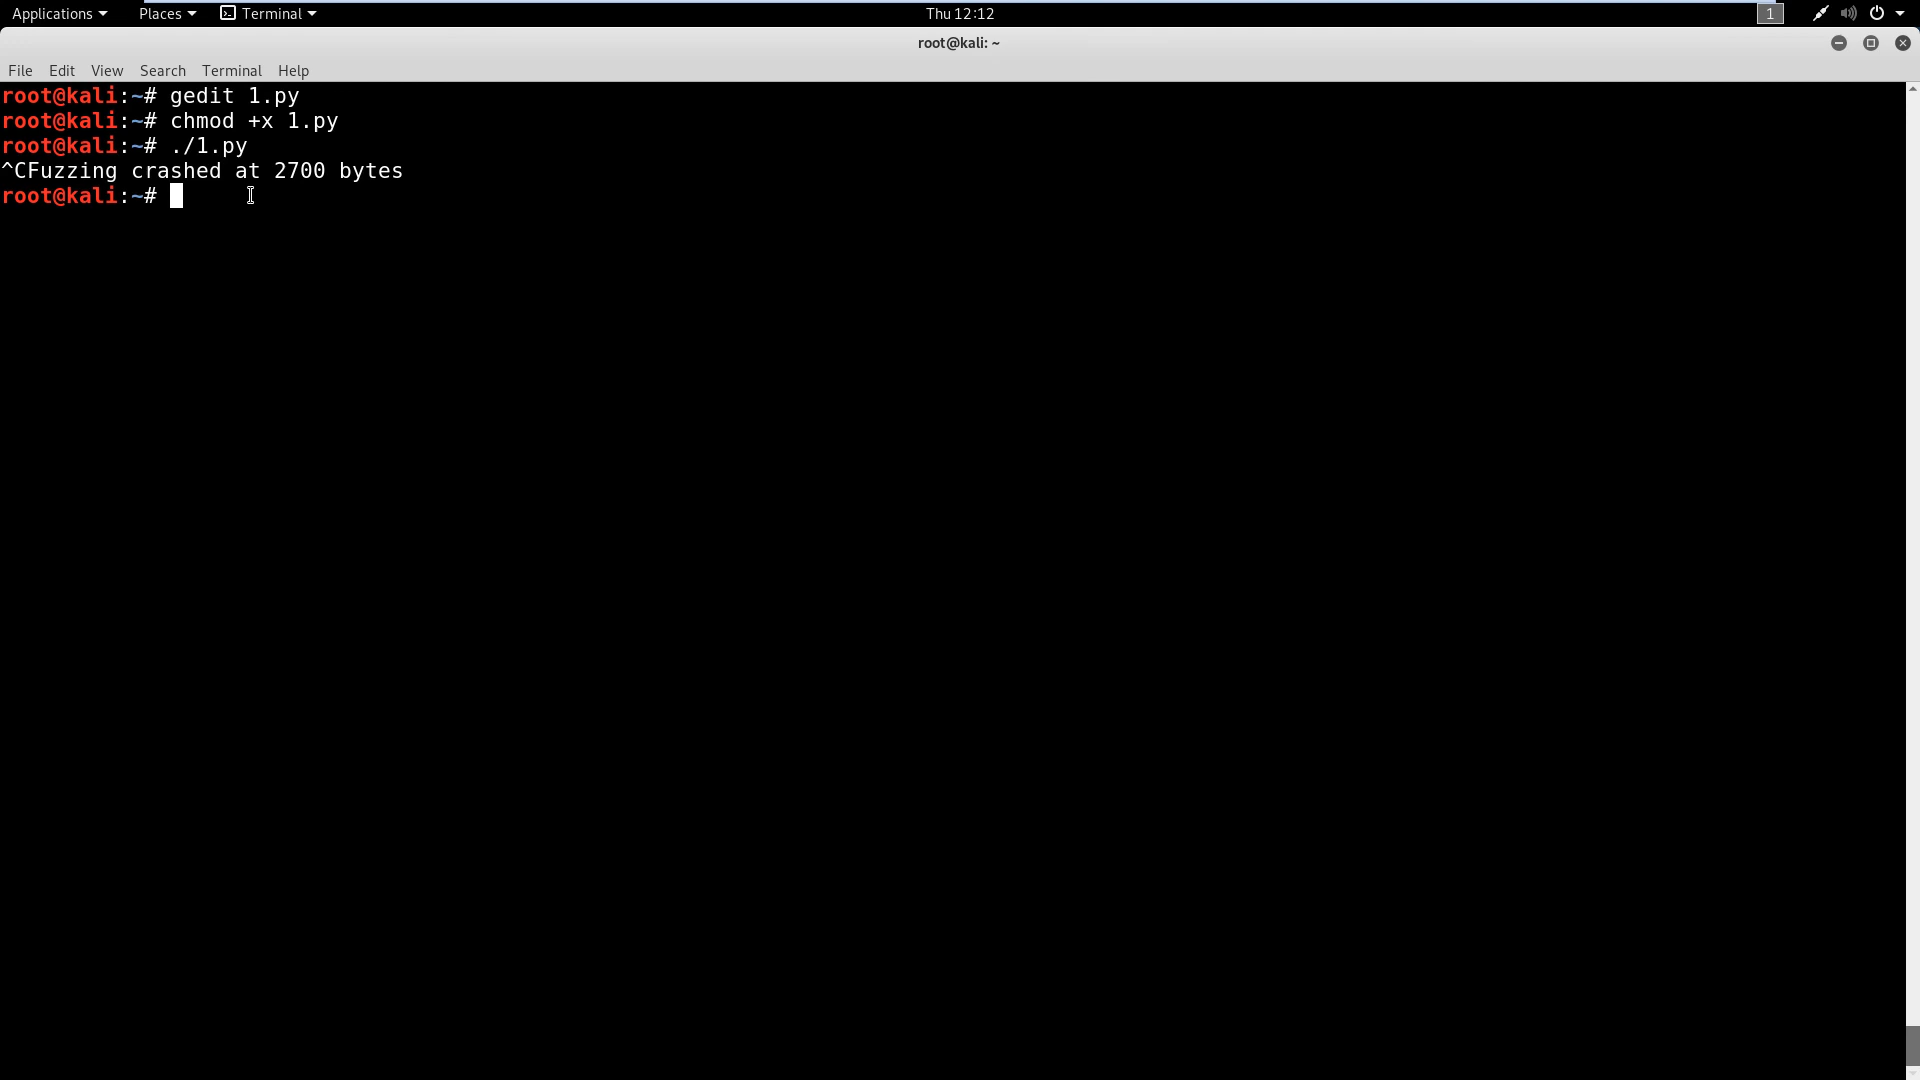 Applications Places Terminal Thu 12:12 1
root@kali: ~
File Edit View Search Terminal Help
root@kali:~# gedit 1.py
root@kali:~# chmod +x 1.py
root@kali:~# ./1.py
^CFuzzing crashed at 2700 bytes
root@kali:~#